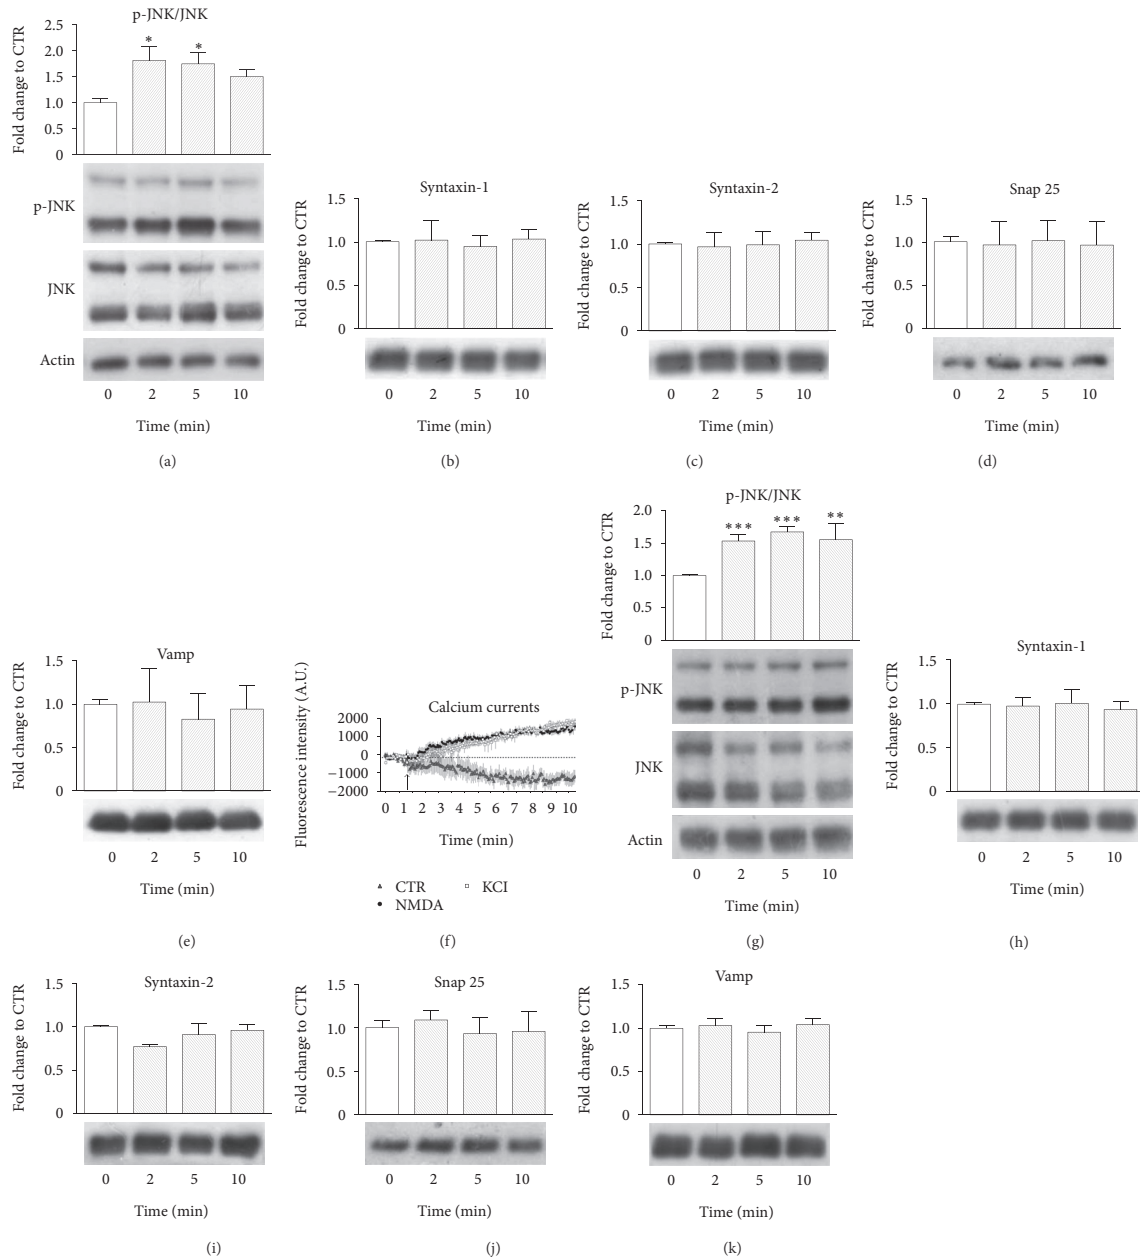 p-JNK/JNK
Fold change to CTR
2.5
2.0
1.5
1.0
0.5
0
* *
p-JNK
JNK
Actin
0 2 5 10
Time (min)
(a)
Syntaxin-1
Fold change to CTR
1.5
1.0
0.5
0
0 2 5 10
Time (min)
(b)
Syntaxin-2
Fold change to CTR
1.5
1.0
0.5
0
0 2 5 10
Time (min)
(c)
Snap 25
Fold change to CTR
1.5
1.0
0.5
0
0 2 5 10
Time (min)
(d)
Vamp
Fold change to CTR
1.5
1.0
0.5
0
0 2 5 10
Time (min)
(e)
Calcium currents
Fluorescence intensity (A.U.)
2000
1000
0
−1000
−2000
0 1 2 3 4 5 6 7 8 9 10
Time (min)
CTR KCI
NMDA
(f)
p-JNK/JNK
Fold change to CTR
2.0
1.5
1.0
0.5
0
*** *** **
p-JNK
JNK
Actin
0 2 5 10
Time (min)
(g)
Syntaxin-1
Fold change to CTR
1.5
1.0
0.5
0
0 2 5 10
Time (min)
(h)
Syntaxin-2
Fold change to CTR
1.5
1.0
0.5
0
0 2 5 10
Time (min)
(i)
Snap 25
Fold change to CTR
1.5
1.0
0.5
0
0 2 5 10
Time (min)
(j)
Vamp
Fold change to CTR
1.5
1.0
0.5
0
0 2 5 10
Time (min)
(k)